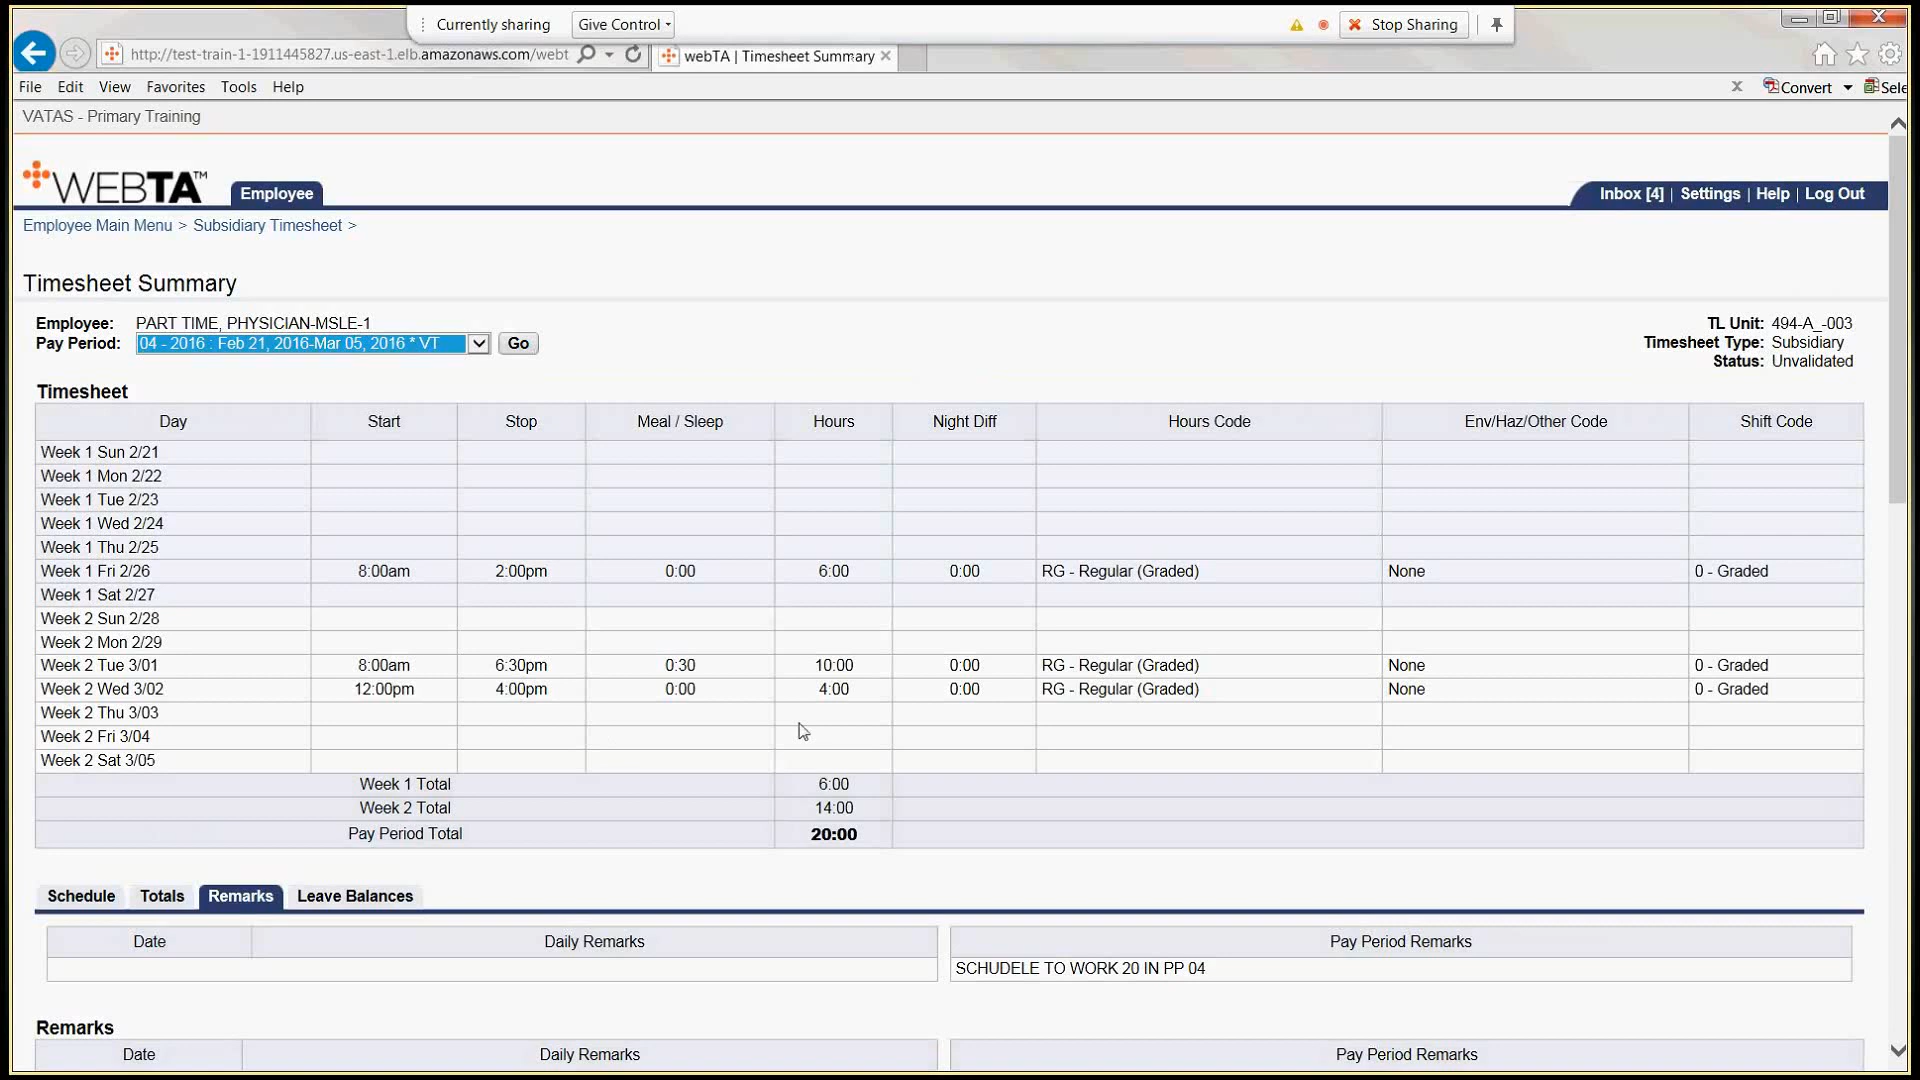 Currently sharing Give Control Stop Sharing
http://test-train-1-1911445827.us-east-1.elb.amazonaws.com/webt webTA | Timesheet Summary
File Edit View Favorites Tools Help x Convert Sele
VATAS - Primary Training
WEBTA™ Employee Inbox [4] | Settings | Help | Log Out
Employee Main Menu > Subsidiary Timesheet >
Timesheet Summary
Employee: PART TIME, PHYSICIAN-MSLE-1 TL Unit: 494-A_-003
Pay Period: 04 - 2016 : Feb 21, 2016-Mar 05, 2016 * VT Go Timesheet Type: Subsidiary
Status: Unvalidated
Timesheet
Day Start Stop Meal / Sleep Hours Night Diff Hours Code Env/Haz/Other Code Shift Code
Week 1 Sun 2/21
Week 1 Mon 2/22
Week 1 Tue 2/23
Week 1 Wed 2/24
Week 1 Thu 2/25
Week 1 Fri 2/26 8:00am 2:00pm 0:00 6:00 0:00 RG - Regular (Graded) None 0 - Graded
Week 1 Sat 2/27
Week 2 Sun 2/28
Week 2 Mon 2/29
Week 2 Tue 3/01 8:00am 6:30pm 0:30 10:00 0:00 RG - Regular (Graded) None 0 - Graded
Week 2 Wed 3/02 12:00pm 4:00pm 0:00 4:00 0:00 RG - Regular (Graded) None 0 - Graded
Week 2 Thu 3/03
Week 2 Fri 3/04
Week 2 Sat 3/05
Week 1 Total 6:00
Week 2 Total 14:00
Pay Period Total 20:00
Schedule Totals Remarks Leave Balances
Date Daily Remarks Pay Period Remarks
SCHUDELE TO WORK 20 IN PP 04
Remarks
Date Daily Remarks Pay Period Remarks